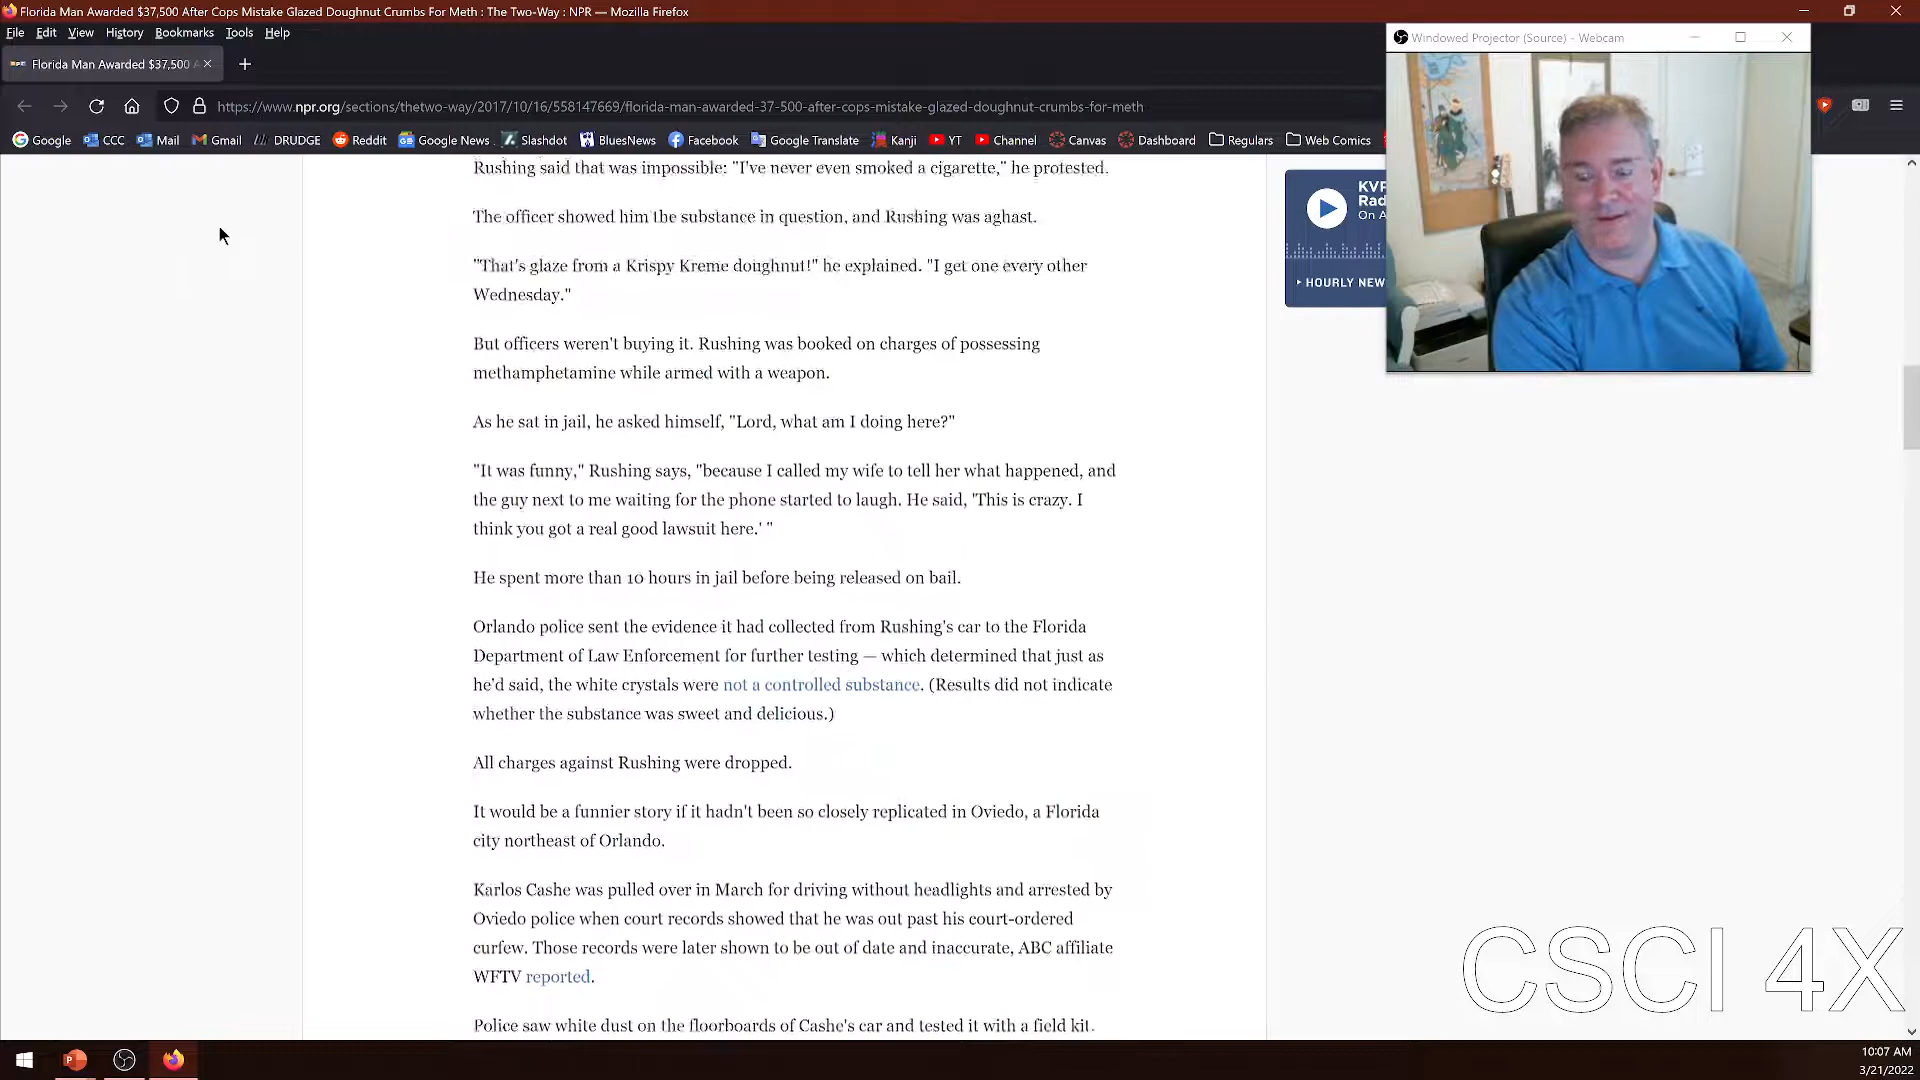 Florida Man Awarded $37,500 After Cops Mistake Glazed Doughnut Crumbs For Meth : The Two-Way : NPR — Mozilla Firefox
File Edit View History Bookmarks Tools Help
Windowed Projector (Source) - Webcam
Florida Man Awarded $37,500
https://www.npr.org/sections/thetwo-way/2017/10/16/558147669/florida-man-awarded-37-500-after-cops-mistake-glazed-doughnut-crumbs-for-meth
Google CCC Mail Gmail DRUDGE Reddit Google News Slashdot BluesNews Facebook Google Translate Kanji YT Channel Canvas Dashboard Regulars Web Comics
Rushing said that was impossible: "I've never even smoked a cigarette," he protested.
The officer showed him the substance in question, and Rushing was aghast.
"That's glaze from a Krispy Kreme doughnut!" he explained. "I get one every other
Wednesday."
But officers weren't buying it. Rushing was booked on charges of possessing
methamphetamine while armed with a weapon.
As he sat in jail, he asked himself, "Lord, what am I doing here?"
"It was funny," Rushing says, "because I called my wife to tell her what happened, and
the guy next to me waiting for the phone started to laugh. He said, 'This is crazy. I
think you got a real good lawsuit here.' "
He spent more than 10 hours in jail before being released on bail.
Orlando police sent the evidence it had collected from Rushing's car to the Florida
Department of Law Enforcement for further testing — which determined that just as
he'd said, the white crystals were not a controlled substance. (Results did not indicate
whether the substance was sweet and delicious.)
All charges against Rushing were dropped.
It would be a funnier story if it hadn't been so closely replicated in Oviedo, a Florida
city northeast of Orlando.
Karlos Cashe was pulled over in March for driving without headlights and arrested by
Oviedo police when court records showed that he was out past his court-ordered
curfew. Those records were later shown to be out of date and inaccurate, ABC affiliate
WFTV reported.
Police saw white dust on the floorboards of Cashe's car and tested it with a field kit.
KVP
Rad
On A
HOURLY NEW
CSCI 4X
10:07 AM
3/21/2022